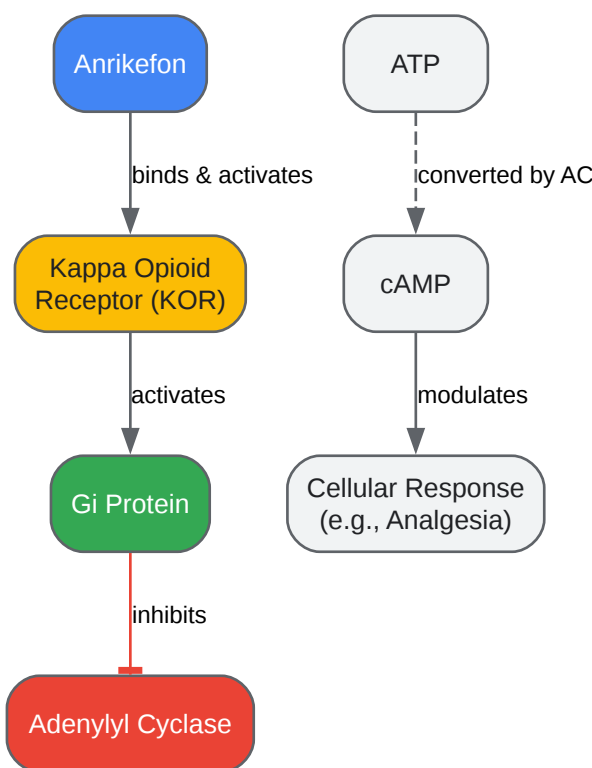 Anrikefon
ATP
binds & activates
converted by AC
Kappa Opioid
Receptor (KOR)
cAMP
activates
modulates
Gi Protein
Cellular Response
(e.g., Analgesia)
inhibits
Adenylyl Cyclase